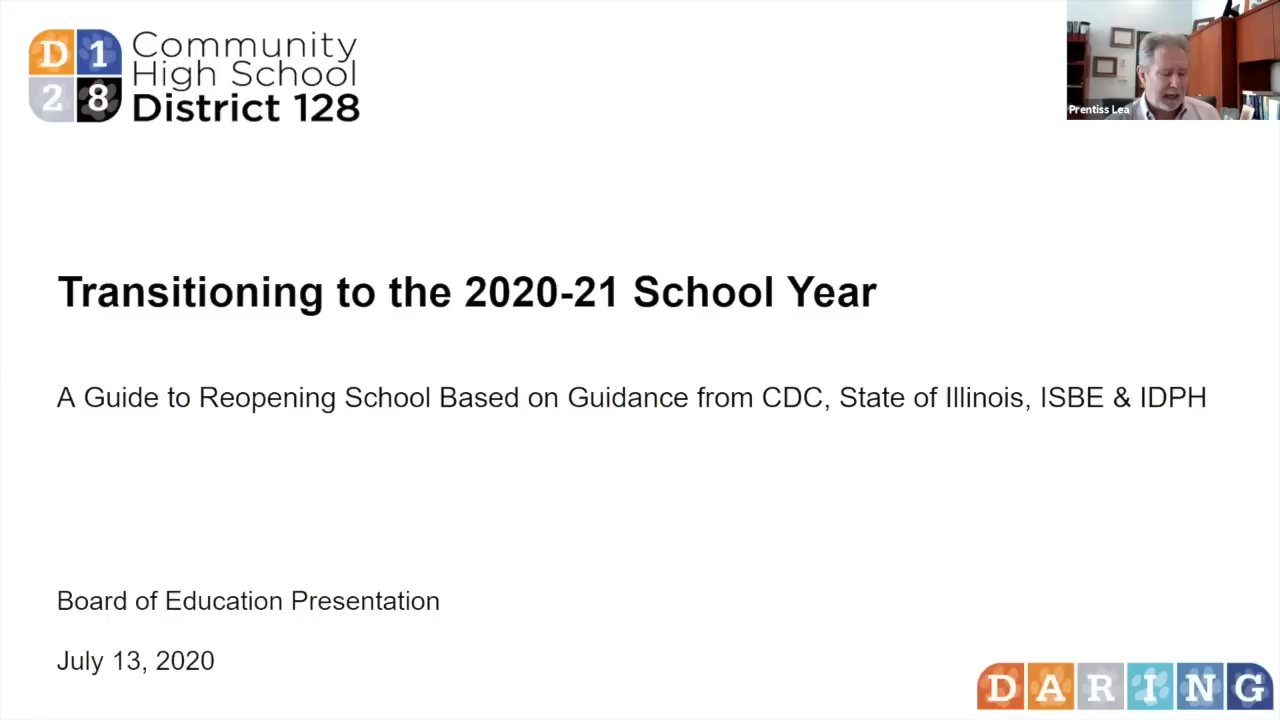 D 1
2 8
Community
High School
District 128
Prentiss Lea
Transitioning to the 2020-21 School Year
A Guide to Reopening School Based on Guidance from CDC, State of Illinois, ISBE & IDPH
Board of Education Presentation
July 13, 2020
DARING